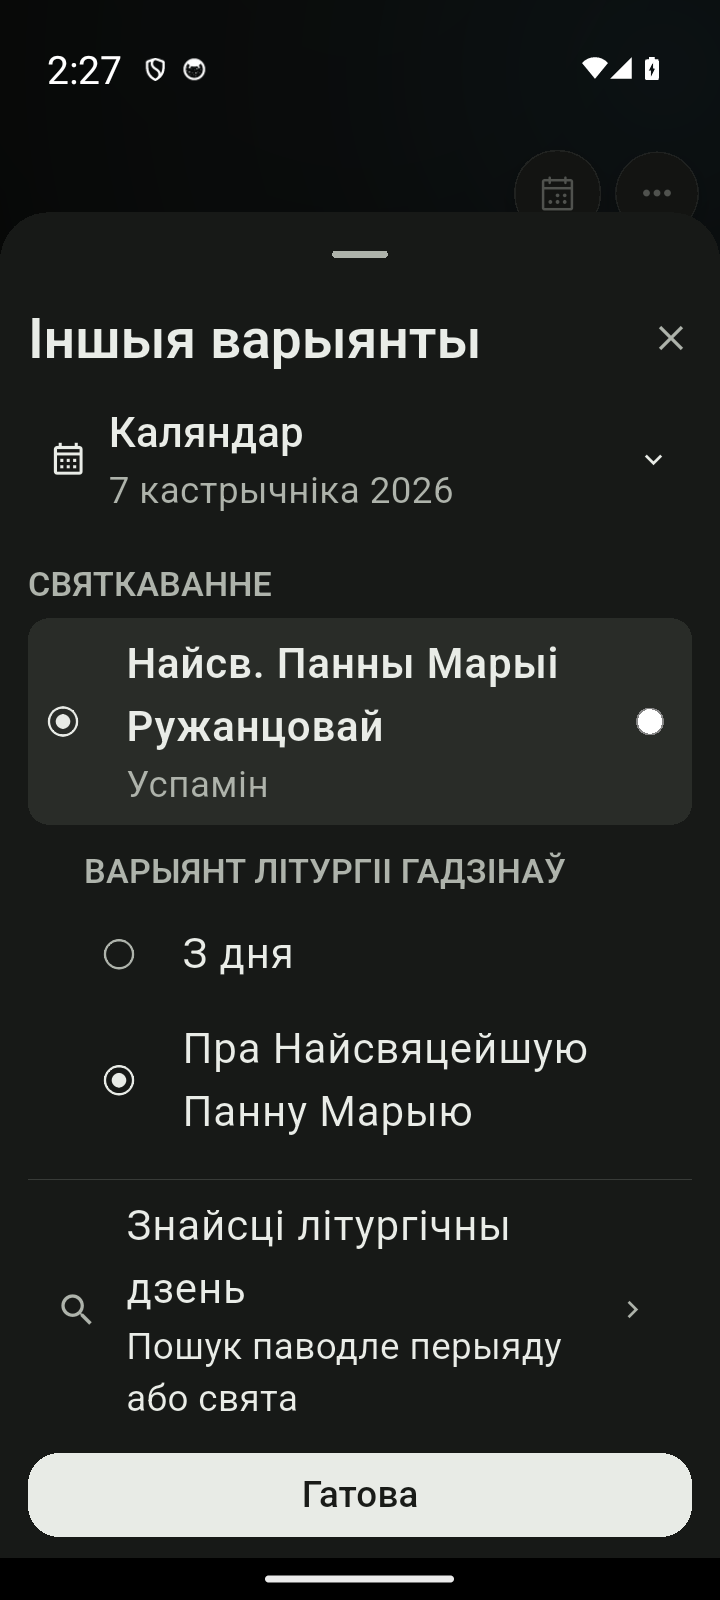 2:27
Іншыя варыянты
Каляндар
7 кастрычніка 2026
СВЯТКАВАННЕ
Найсв. Панны Марыі
Ружанцовай
Успамін
ВАРЫЯНТ ЛІТУРГІІ ГАДЗІНАЎ
З дня
Пра Найсвяцейшую
Панну Марыю
Знайсці літургічны
дзень
Пошук паводле перыяду
або свята
Гатова